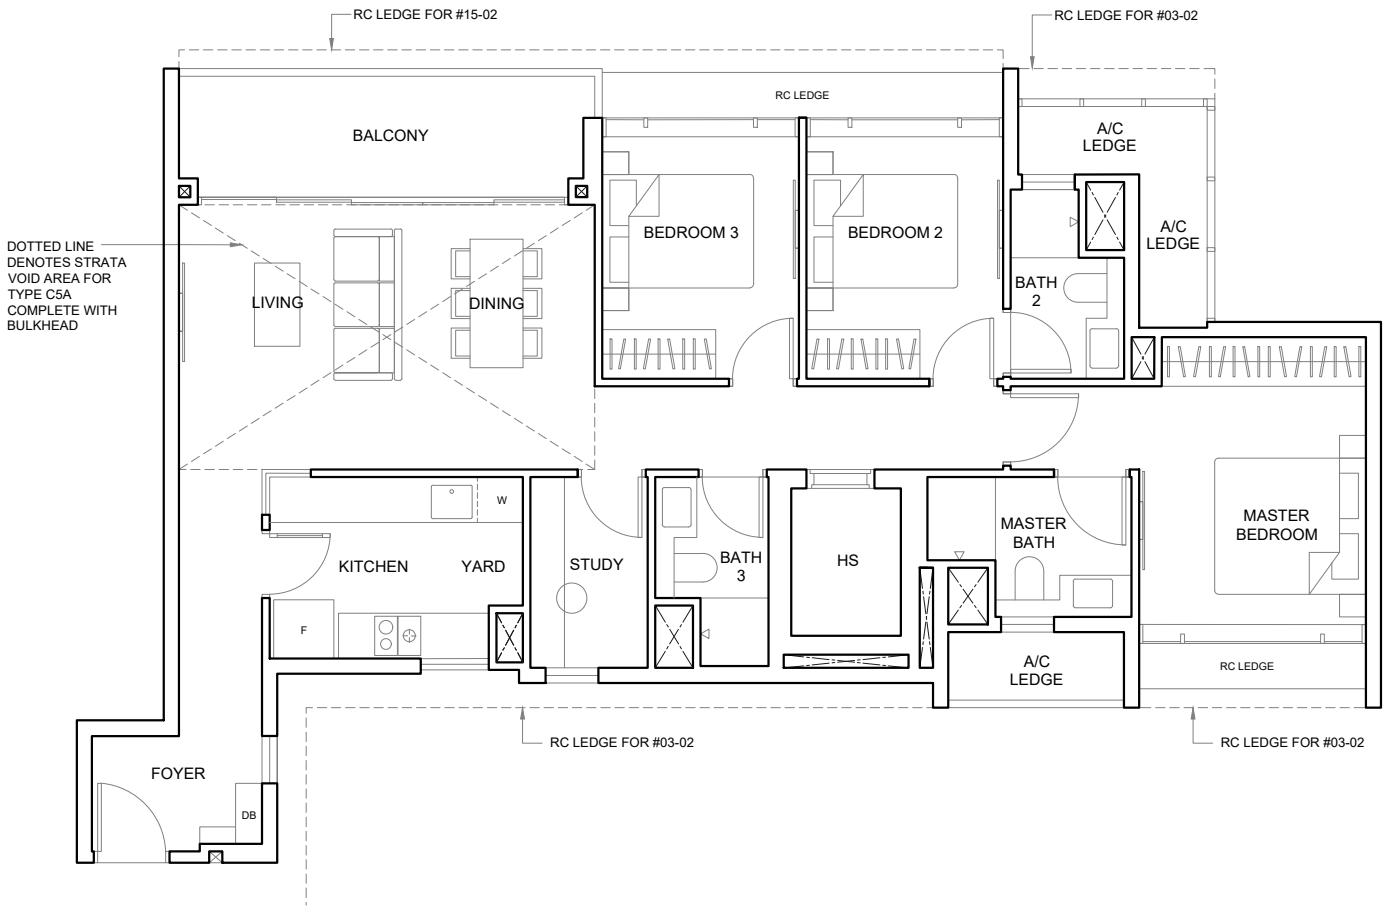 RC LEDGE FOR #15-02
RC LEDGE FOR #03-02
RC LEDGE
BALCONY
A/C
LEDGE
A/C
LEDGE
BEDROOM 3
BEDROOM 2
DOTTED LINE
DENOTES STRATA
VOID AREA FOR
TYPE C5A
COMPLETE WITH
BULKHEAD
LIVING
DINING
BATH
2
W
MASTER
BEDROOM
MASTER
BATH
KITCHEN
YARD
STUDY
BATH
3
HS
F
A/C
LEDGE
RC LEDGE
RC LEDGE FOR #03-02
RC LEDGE FOR #03-02
FOYER
DB